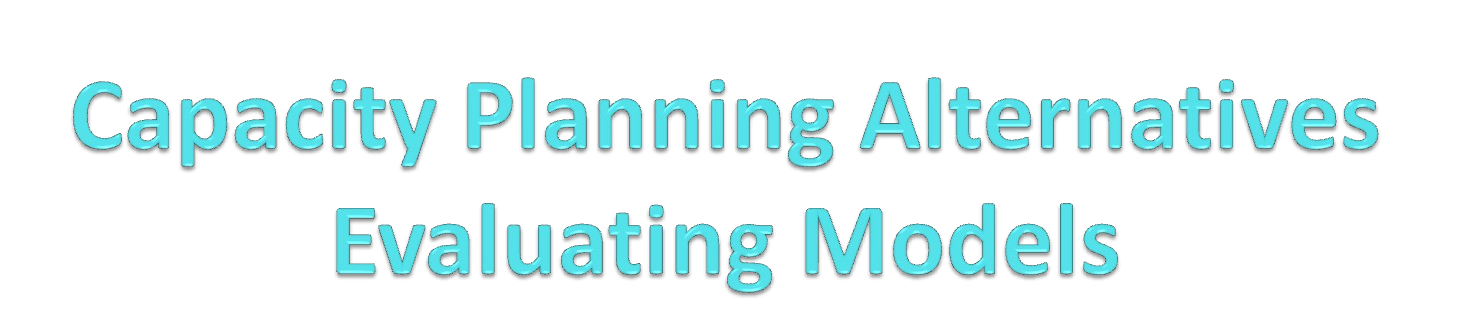 Capacity Planning Alternatives
Evaluating Models